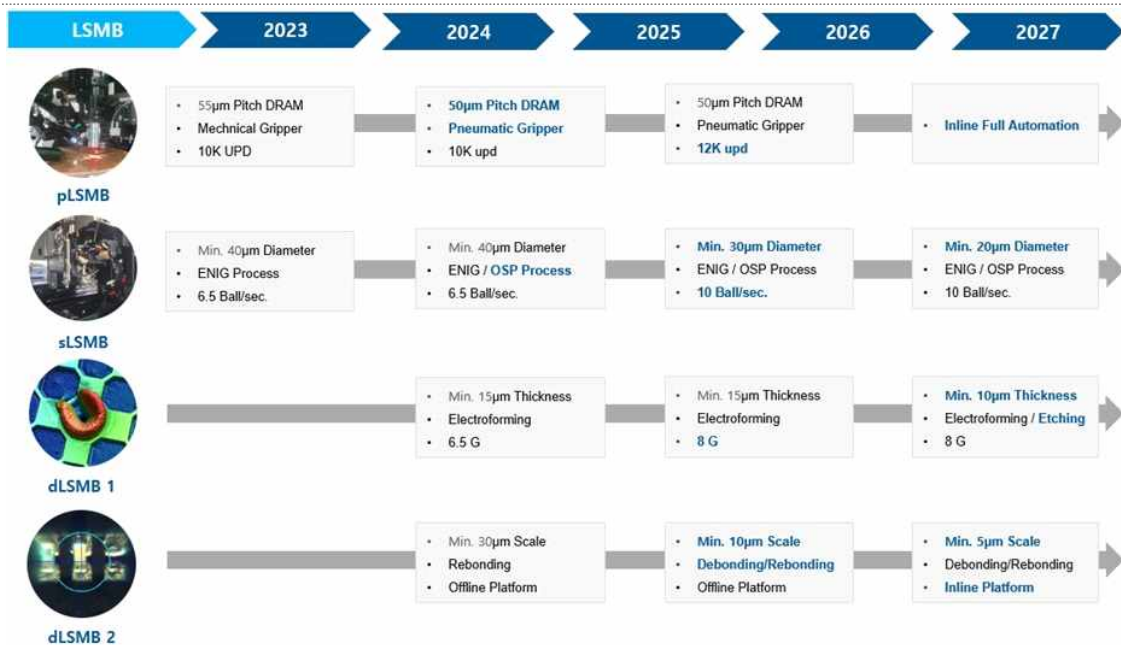 LSMB
2023
2024
2025
2026
2027
55µm Pitch DRAM
Mechnical Gripper
10K UPD
50µm Pitch DRAM
Pneumatic Gripper
10K upd
50µm Pitch DRAM
Pneumatic Gripper
12K upd
Inline Full Automation
pLSMB
Min. 40µm Diameter
ENIG Process
6.5 Ball/sec.
Min. 40µm Diameter
ENIG / OSP Process
6.5 Ball/sec.
Min. 30µm Diameter
ENIG / OSP Process
10 Ball/sec.
Min. 20µm Diameter
ENIG / OSP Process
10 Ball/sec.
sLSMB
Min. 15µm Thickness
Electroforming
6.5 G
Min. 15µm Thickness
Electroforming
8 G
Min. 10µm Thickness
Electroforming / Etching
8 G
dLSMB 1
Min. 30µm Scale
Rebonding
Offline Platform
Min. 10µm Scale
Debonding/Rebonding
Offline Platform
Min. 5µm Scale
Debonding/Rebonding
Inline Platform
dLSMB 2